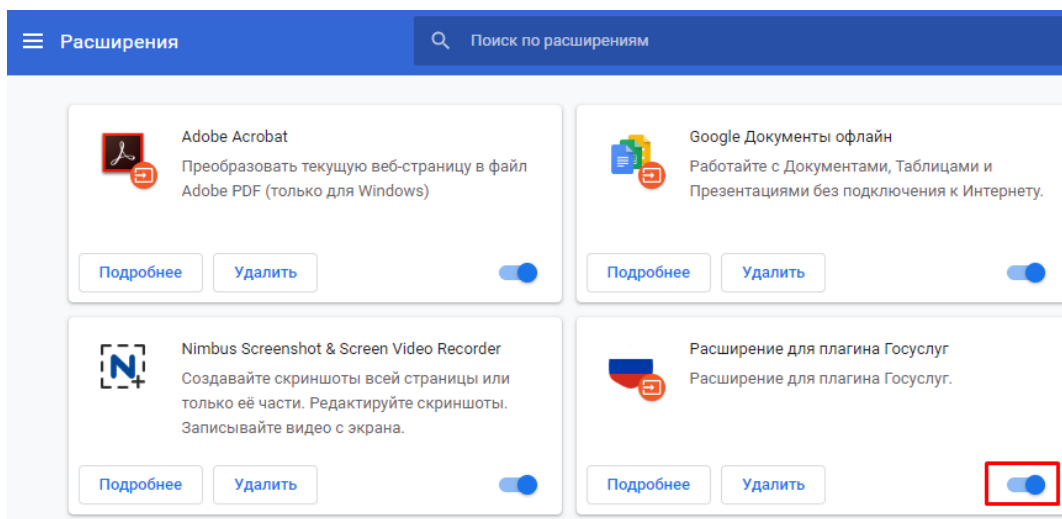 Расширения
Поиск по расширениям
Adobe Acrobat
Преобразовать текущую веб-страницу в файл
Adobe PDF (только для Windows)
Подробнее
Удалить
Google Документы офлайн
Работайте с Документами, Таблицами и
Презентациями без подключения к Интернету.
Подробнее
Удалить
Nimbus Screenshot & Screen Video Recorder
Создавайте скриншоты всей страницы или
только её части. Редактируйте скриншоты.
Записывайте видео с экрана.
Подробнее
Удалить
Расширение для плагина Госуслуг
Расширение для плагина Госуслуг.
Подробнее
Удалить